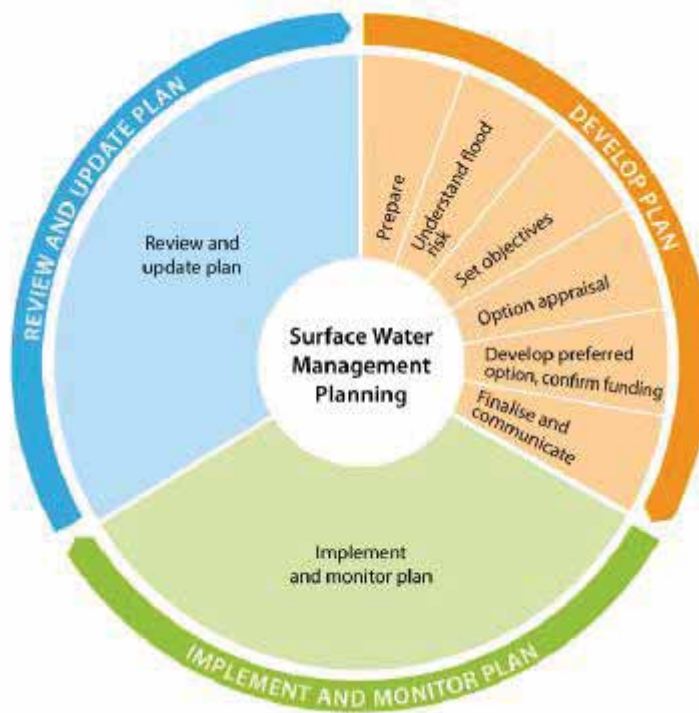 REVIEW AND UPDATE PLAN
DEVELOP PLAN
Review and
update plan
Prepare
Understand flood
risk
Set objectives
Option appraisal
Develop preferred
option, confirm funding
Finalise and
communicate
Surface Water
Management
Planning
Implement
and monitor plan
IMPLEMENT AND MONITOR PLAN